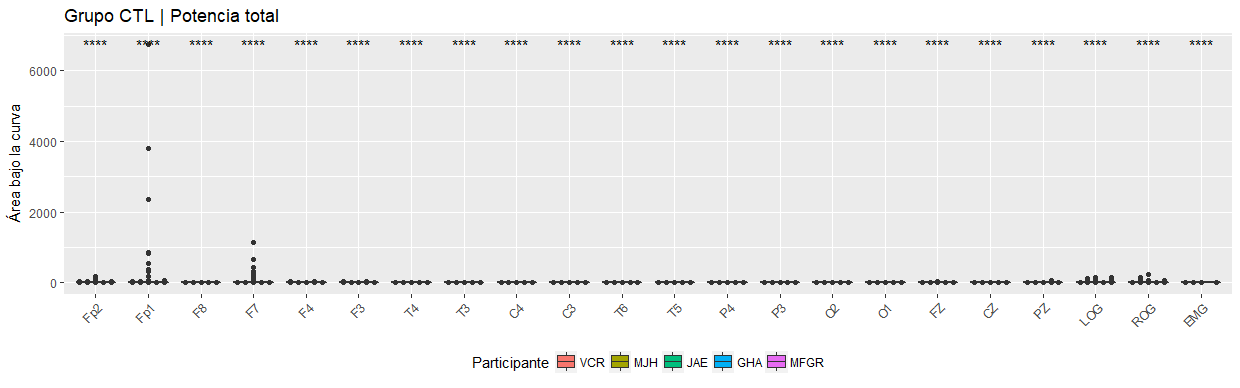 Grupo CTL | Potencia total
**** **** **** **** **** **** **** **** **** **** **** **** **** **** **** **** **** **** **** **** **** ****
Área bajo la curva
6000
4000
2000
0
Fp2 Fp1 F8 F7 F4 F3 T4 T3 C4 C3 T6 T5 P4 P3 O2 O1 FZ CZ PZ LOG ROG EMG
Participante VCR MJH JAE GHA MFGR